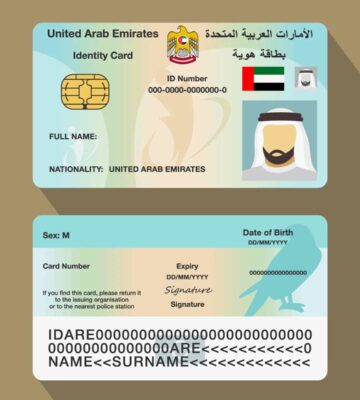 United Arab Emirates
الأمارات العربية المتحدة
Identity Card
بطاقة هوية
ID Number
000-0000-0000000-0
FULL NAME:
NATIONALITY: UNITED ARAB EMIRATES
Sex: M
Date of Birth
DD/MM/YYYY
Card Number
Expiry
DD/MM/YYYY
000000000000000
If you find this card, please return it
to the issuing organisation
or to the nearest police station
Signature
Signature
IDARE000000000000000000000000
0000000000000ARE<<<<<<<<<<<0
NAME<<SURNAME<<<<<<<<<<<<<<<